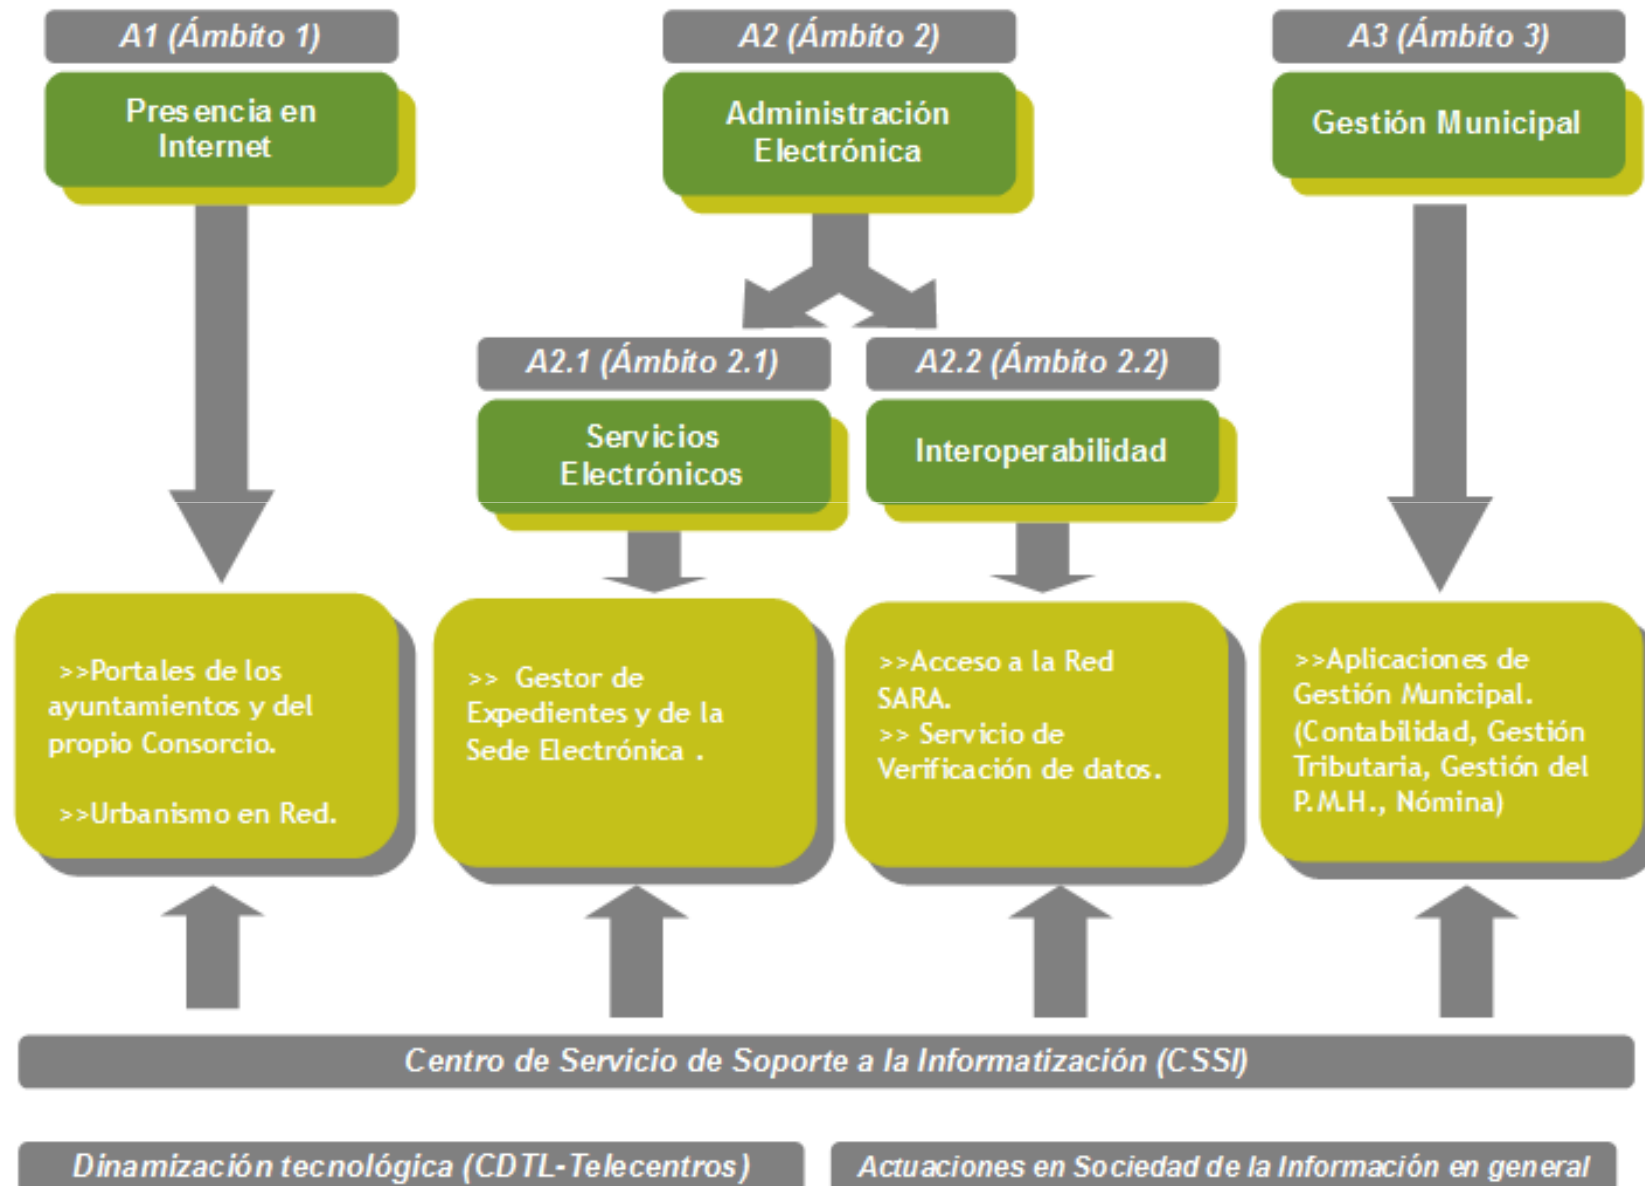 A1 (Ámbito 1)
Presencia en
Internet
A2 (Ámbito 2)
Administración
Electrónica
A3 (Ámbito 3)
Gestión Municipal
A2.1 (Ámbito 2.1)
Servicios
Electrónicos
A2.2 (Ámbito 2.2)
Interoperabilidad
>>Portales de los
ayuntamientos y del
propio Consorcio.
>>Urbanismo en Red.
>> Gestor de
Expedientes y de la
Sede Electrónica .
>>Acceso a la Red
SARA.
>> Servicio de
Verificación de datos.
>>Aplicaciones de
Gestión Municipal.
(Contabilidad, Gestión
Tributaria, Gestión del
P.M.H., Nómina)
Centro de Servicio de Soporte a la Informatización (CSSI)
Dinamización tecnológica (CDTL-Telecentros)
Actuaciones en Sociedad de la Información en general